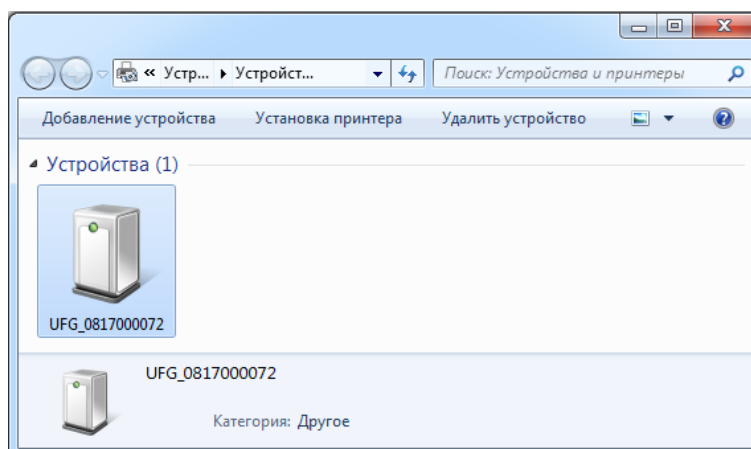 « Устр... Устройст... Поиск: Устройства и принтеры
Добавление устройства Установка принтера Удалить устройство
Устройства (1)
UFG_0817000072
UFG_0817000072
Категория: Другое